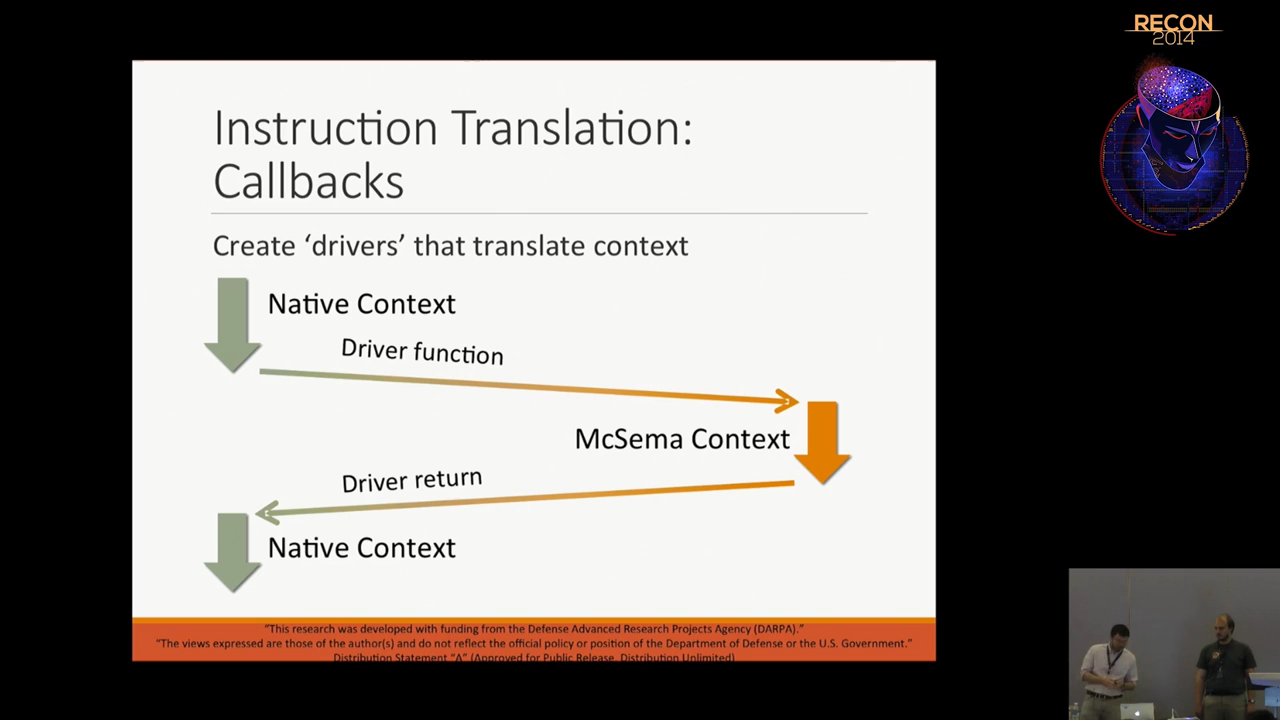 RECON
2014
Instruction Translation:
Callbacks
Create ‘drivers’ that translate context
Native Context
Driver function
McSema Context
Driver return
Native Context
"This research was developed with funding from the Defense Advanced Research Projects Agency (DARPA)."
"The views expressed are those of the author(s) and do not reflect the official policy or position of the Department of Defense or the U.S. Government."
Distribution Statement "A" (Approved for Public Release, Distribution Unlimited)